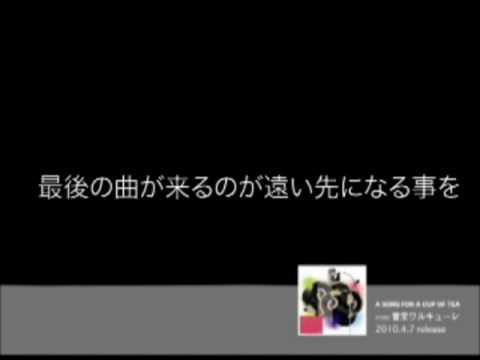 最後の曲が来るのが遠い先になる事を
A SONG FOR A CUP OF TEA
音楽ワルキューレ
2010.4.7 release